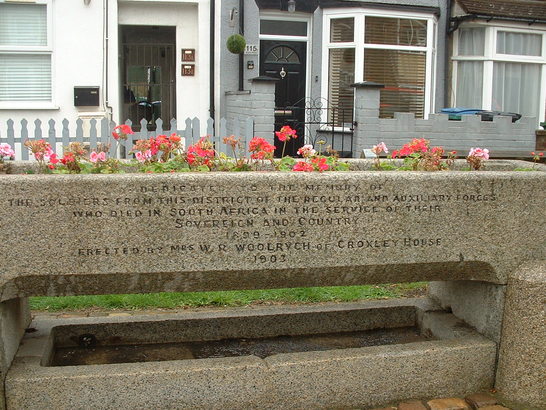 115
DEDICATED TO THE MEMORY OF
THE SOLDIERS FROM THIS DISTRICT OF THE REGULAR AND AUXILIARY FORCES
WHO DIED IN SOUTH AFRICA IN THE SERVICE OF THEIR
SOVEREIGN AND COUNTRY
1899-1902
ERECTED BY MRS W.R. WOOLRYCH OF CROXLEY HOUSE
1903